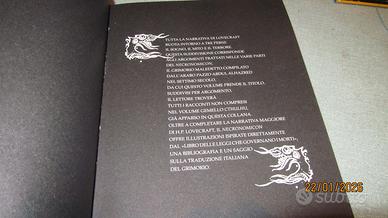 TUTTA LA NARRATIVA DI LOVECRAFT
RUOTA INTORNO A TRE PERNI:
IL SOGNO, IL MITO E IL TERRORE.
QUESTA SUDDIVISIONE CORRISPONDE
AGLI ARGOMENTI TRATTATI NELLE VARIE PARTI
DEL NECRONOMICON,
IL GRIMORIO MALEDETTO COMPILATO
DALL'ARABO PAZZO ABDUL ALHAZRED
NEL SETTIMO SECOLO,
DA CUI QUESTO VOLUME PRENDE IL TITOLO.
SUDDIVISI PER ARGOMENTO,
IL LETTORE TROVERÀ
TUTTI I RACCONTI NON COMPRESI
NEL VOLUME GEMELLO CTHULHU,
GIÀ APPARSO IN QUESTA COLLANA.
OLTRE A COMPLETARE LA NARRATIVA MAGGIORE
DI H.P. LOVECRAFT, IL NECRONOMICON
OFFRE ILLUSTRAZIONI ISPIRATE DIRETTAMENTE
DAL «LIBRO DELLE LEGGI CHE GOVERNANO I MORTI»,
UNA BIBLIOGRAFIA E UN SAGGIO
SULLA TRADUZIONE ITALIANA
DEL GRIMORIO.
22/01/2026
subito